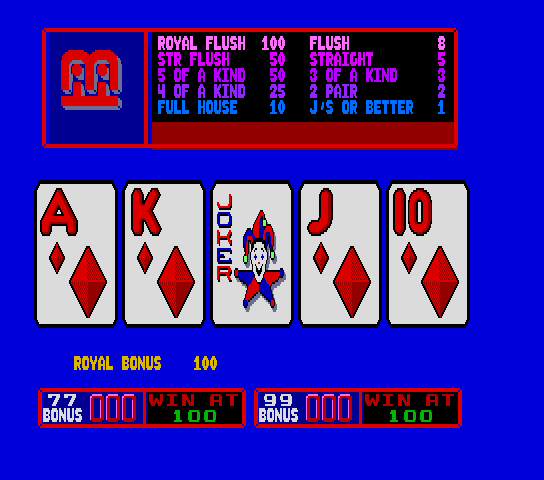 ROYAL FLUSH 100 FLUSH 8
STR FLUSH 50 STRAIGHT 5
5 OF A KIND 50 3 OF A KIND 3
4 OF A KIND 25 2 PAIR 2
FULL HOUSE 10 J'S OR BETTER 1
A K JOKER J 10
ROYAL BONUS 100
77 BONUS 000 WIN AT 100
99 BONUS 000 WIN AT 100